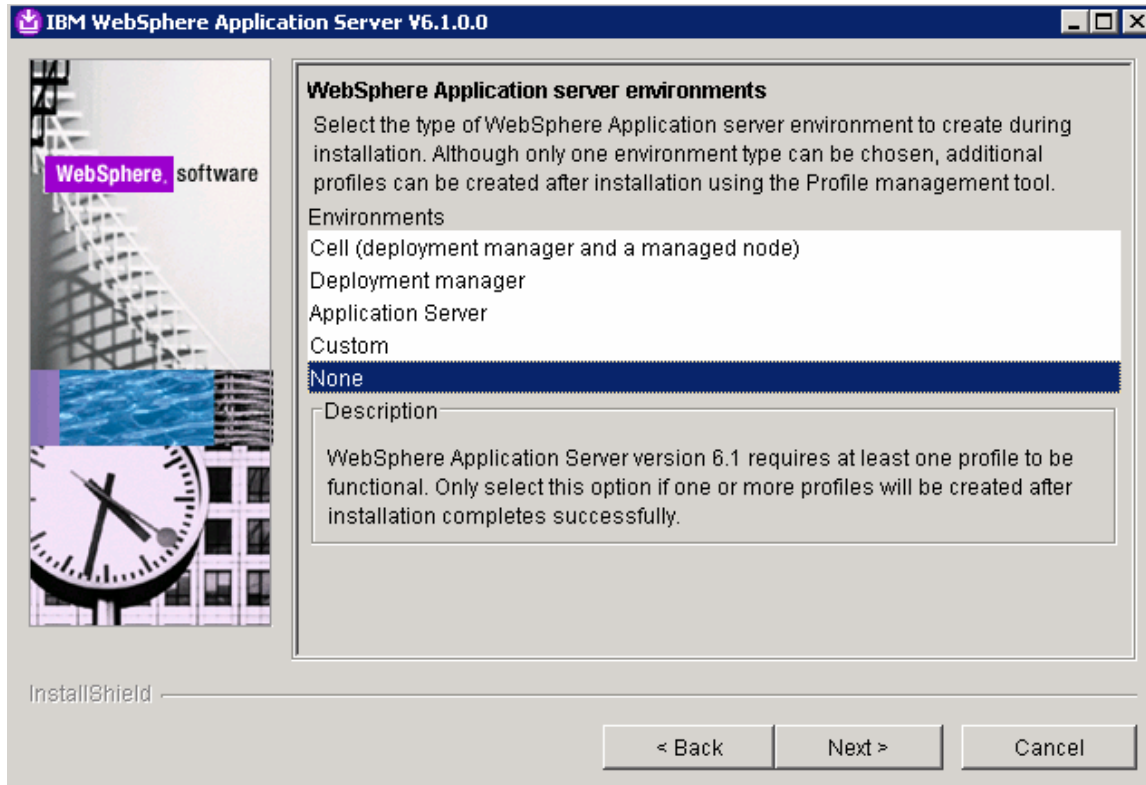 IBM WebSphere Application Server V6.1.0.0
WebSphere. software
WebSphere Application server environments
Select the type of WebSphere Application server environment to create during
installation. Although only one environment type can be chosen, additional
profiles can be created after installation using the Profile management tool.
Environments
Cell (deployment manager and a managed node)
Deployment manager
Application Server
Custom
None
Description
WebSphere Application Server version 6.1 requires at least one profile to be
functional. Only select this option if one or more profiles will be created after
installation completes successfully.
InstallShield
< Back
Next >
Cancel